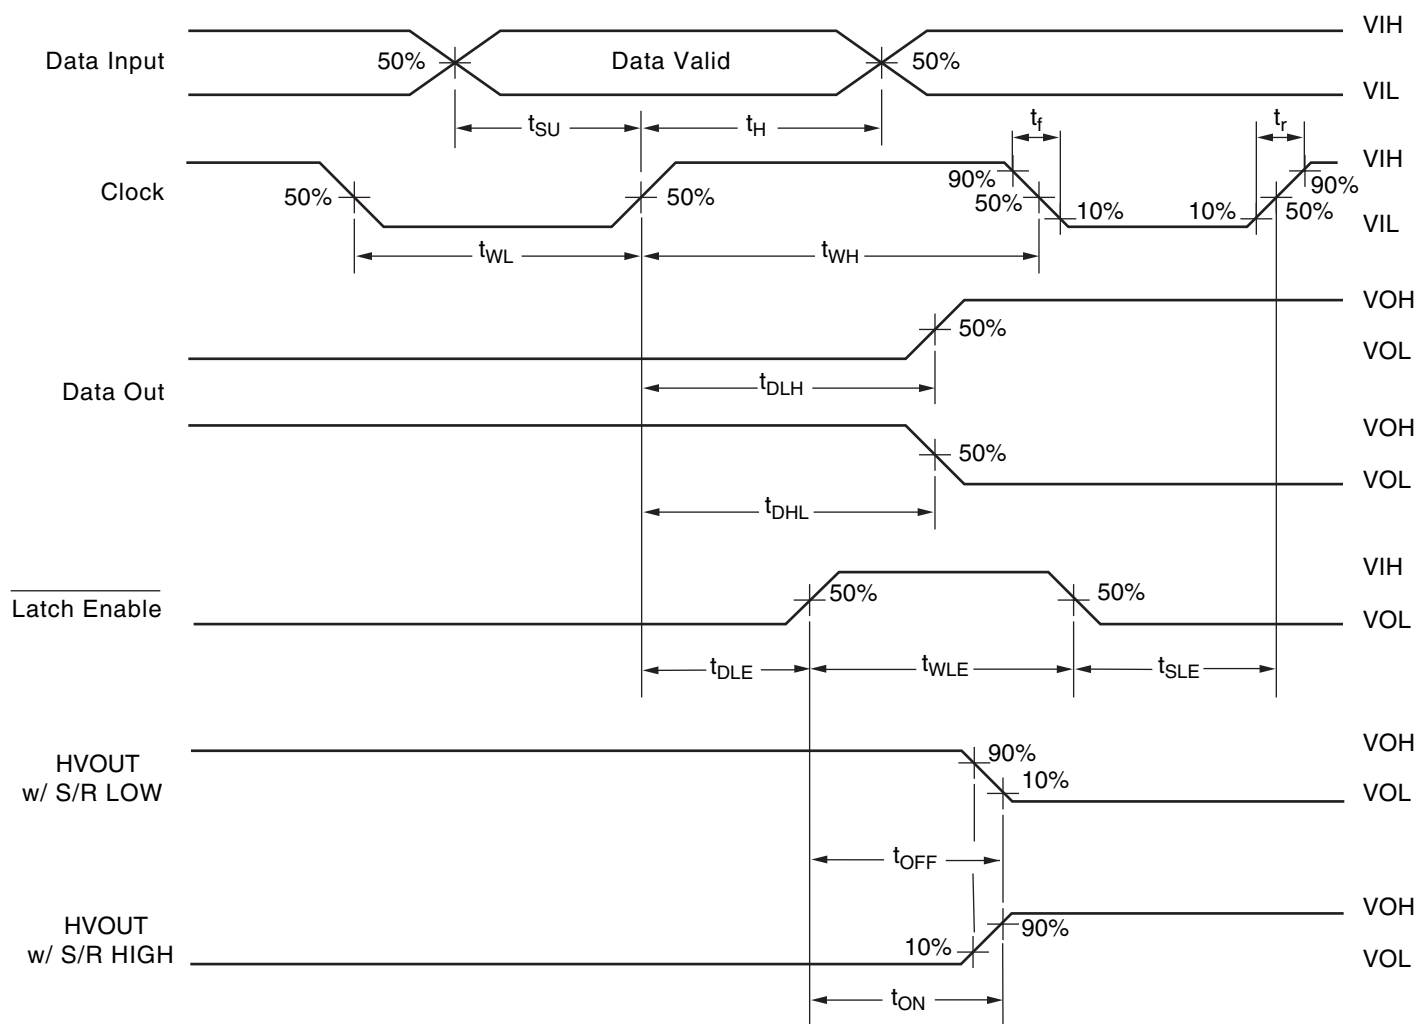 VIH
Data Input
50%
Data Valid
50%
VIL
tSU
tH
tf
tr
VIH
Clock
50%
50%
90%
50%
10%
10%
90%
50%
VIL
tWL
tWH
VOH
50%
VOL
tDLH
Data Out
VOH
50%
VOL
tDHL
VIH
Latch Enable
50%
50%
VOL
tDLE
tWLE
tSLE
VOH
HVOUT
w/ S/R LOW
90%
10%
VOL
tOFF
VOH
HVOUT
w/ S/R HIGH
90%
10%
VOL
tON